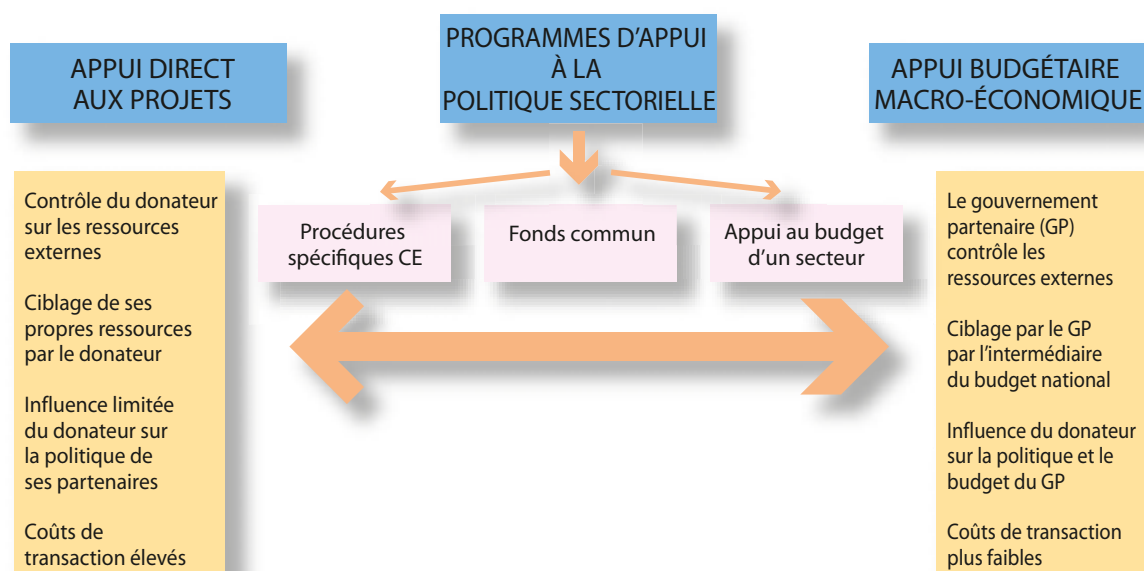 APPUI DIRECT
AUX PROJETS
PROGRAMMES D'APPUI
À LA
POLITIQUE SECTORIELLE
APPUI BUDGÉTAIRE
MACRO-ÉCONOMIQUE
Contrôle du donateur
sur les ressources
externes
Ciblage de ses
propres ressources
par le donateur
Influence limitée
du donateur sur
la politique de
ses partenaires
Coûts de
transaction élevés
Procédures
spécifiques CE
Fonds commun
Appui au budget
d'un secteur
Le gouvernement
partenaire (GP)
contrôle les
ressources externes
Ciblage par le GP
par l'intermédiaire
du budget national
Influence du donateur
sur la politique et le
budget du GP
Coûts de transaction
plus faibles